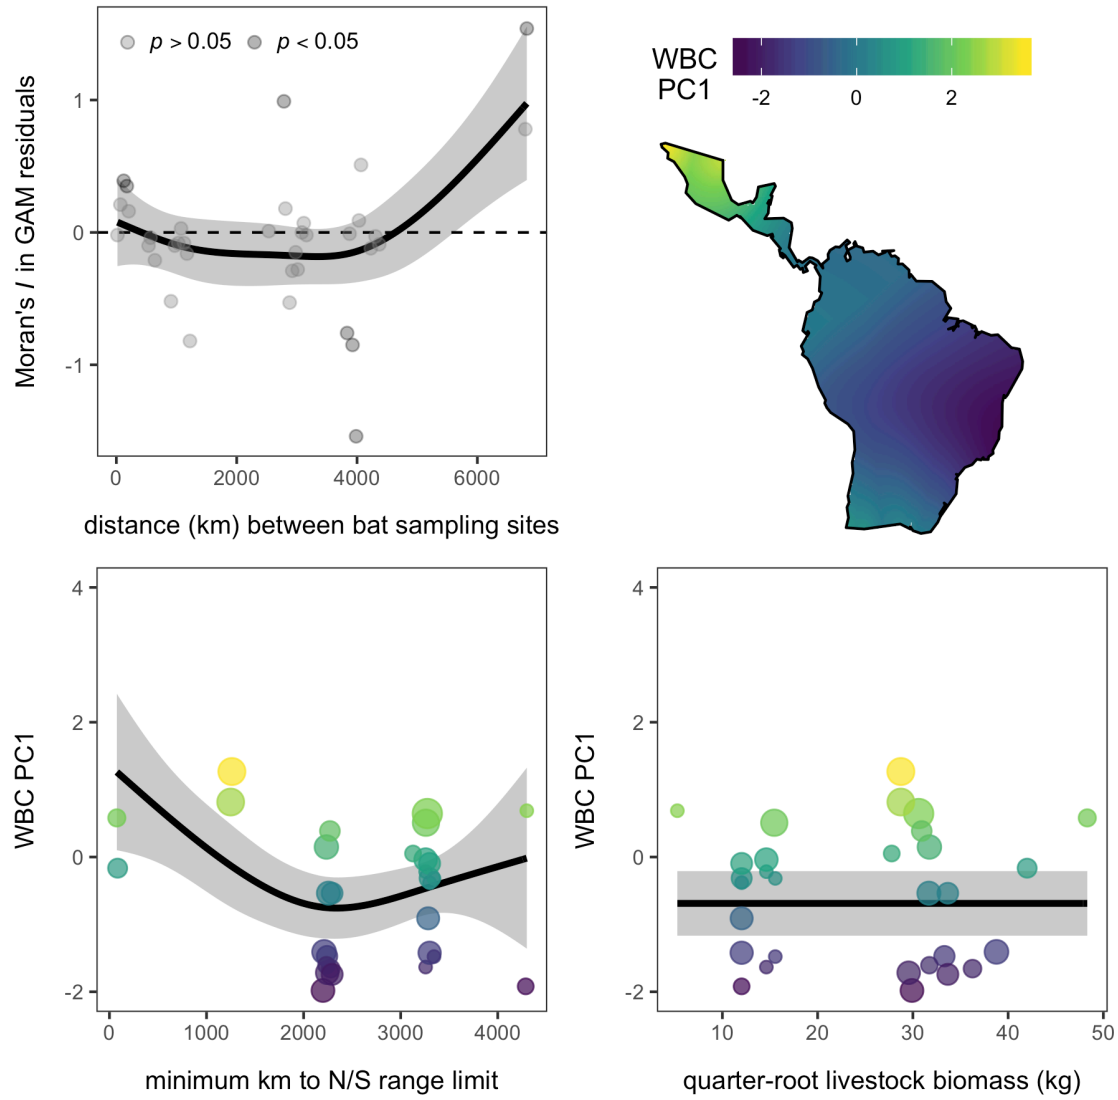 p > 0.05
p < 0.05
1
0
-1
Moran's I in GAM residuals
0
2000
4000
6000
distance (km) between bat sampling sites
WBC
PC1
-2
0
2
4
2
0
-2
WBC PC1
0
1000
2000
3000
4000
minimum km to N/S range limit
4
2
0
-2
WBC PC1
10
20
30
40
50
quarter-root livestock biomass (kg)